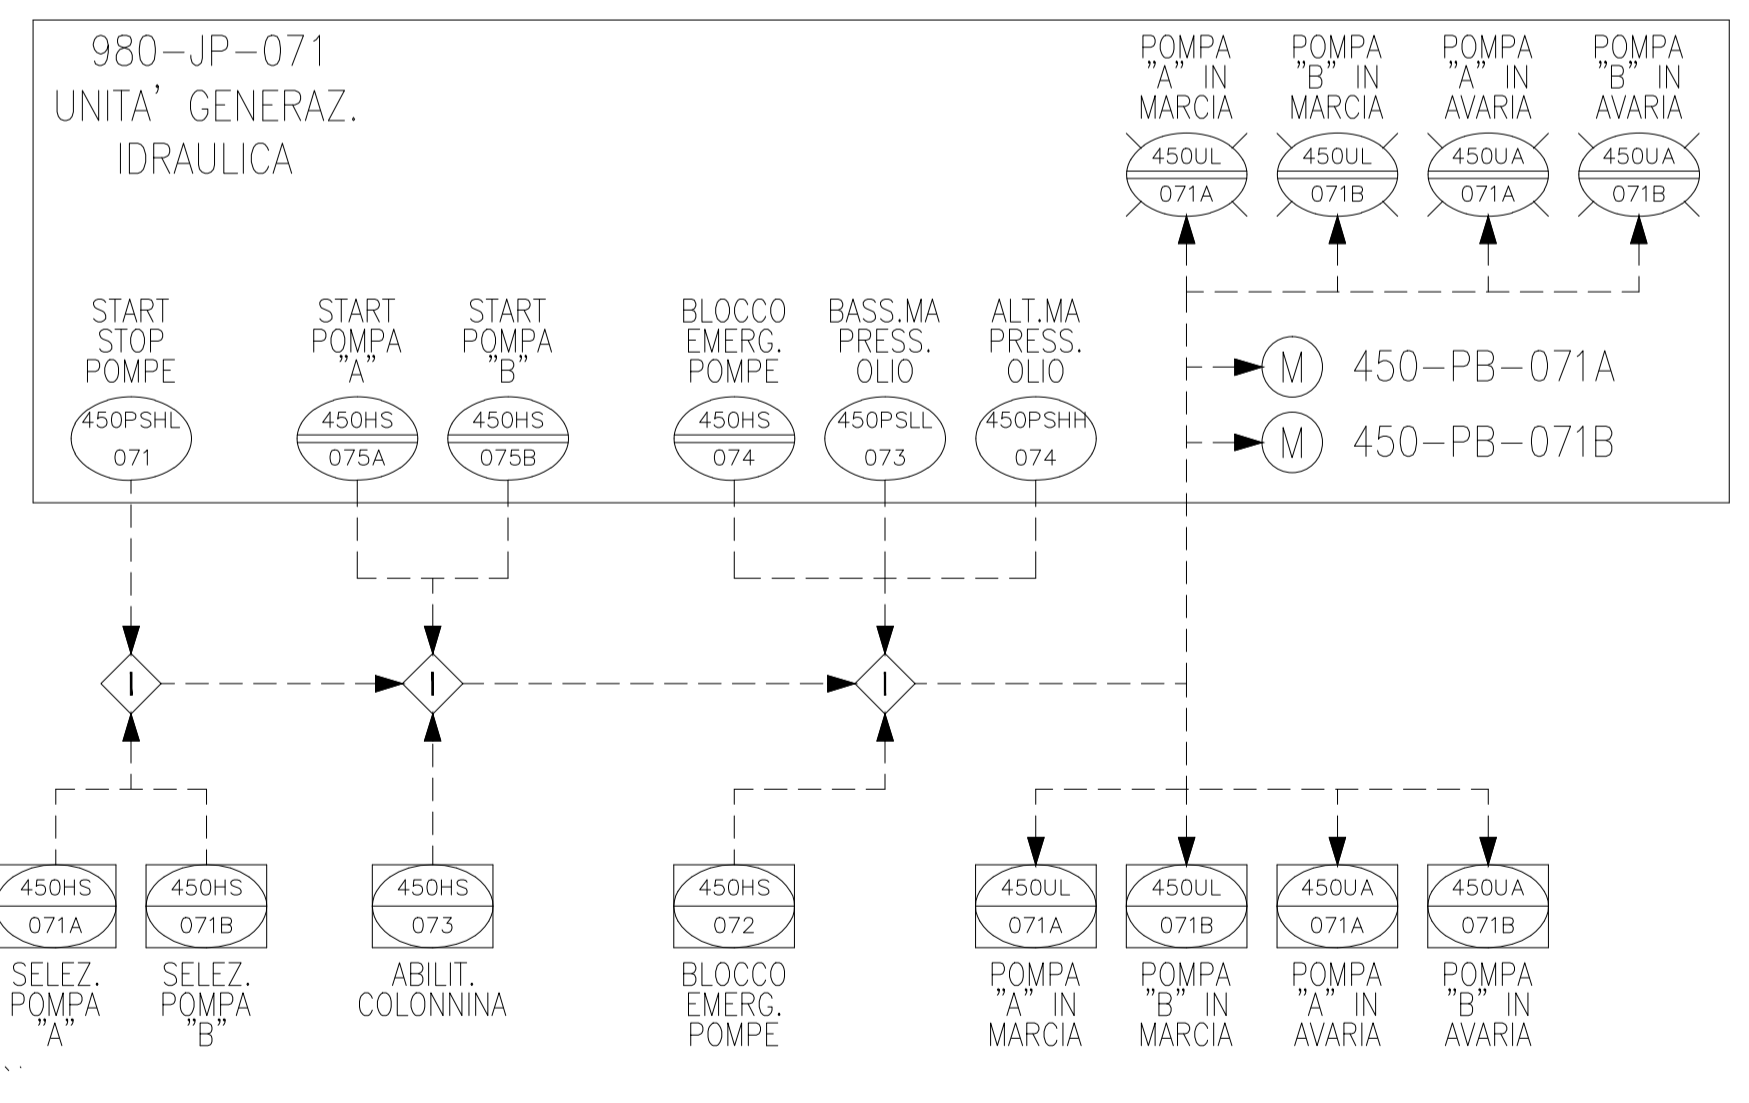 980-JP-071
UNITA' GENERAZ.
IDRAULICA
POMPA
"A" IN
MARCIA
450UL
071A
POMPA
"B" IN
MARCIA
450UL
071B
POMPA
"A" IN
AVARIA
450UA
071A
POMPA
"B" IN
AVARIA
450UA
071B
START
STOP
POMPE
450PSHL
071
START
POMPA
"A"
450HS
075A
START
POMPA
"B"
450HS
075B
BLOCCO
EMERG.
POMPE
450HS
074
BASS.MA
PRESS.
OLIO
450PSLL
073
ALT.MA
PRESS.
OLIO
450PSHH
074
M 450-PB-071A
M 450-PB-071B
I
I
I
450HS
071A
SELEZ.
POMPA
"A"
450HS
071B
SELEZ.
POMPA
"B"
450HS
073
ABILIT.
COLONNINA
450HS
072
BLOCCO
EMERG.
POMPE
450UL
071A
POMPA
"A" IN
MARCIA
450UL
071B
POMPA
"B" IN
MARCIA
450UA
071A
POMPA
"A" IN
AVARIA
450UA
071B
POMPA
"B" IN
AVARIA